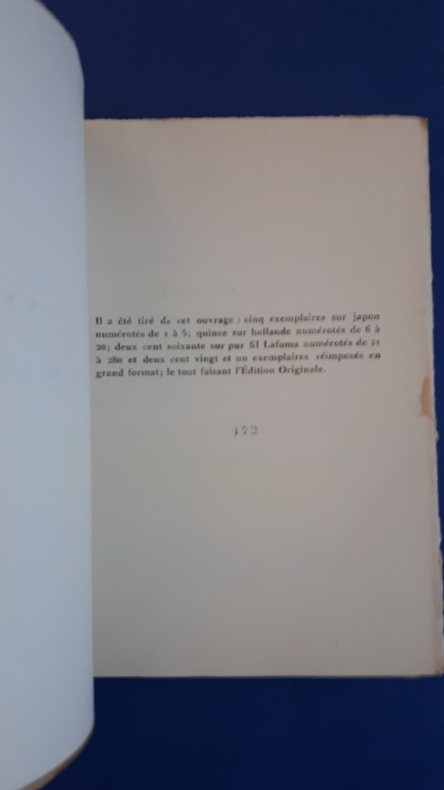 Il a été tiré de cet ouvrage : cinq exemplaires sur japon
numérotés de 1 à 5; quinze sur hollande numérotés de 6 à
20; deux cent soixante sur pur fil Lafuma numérotés de 21
à 280 et deux cent vingt et un exemplaires réimposés en
grand format; le tout faisant l'Édition Originale.
172